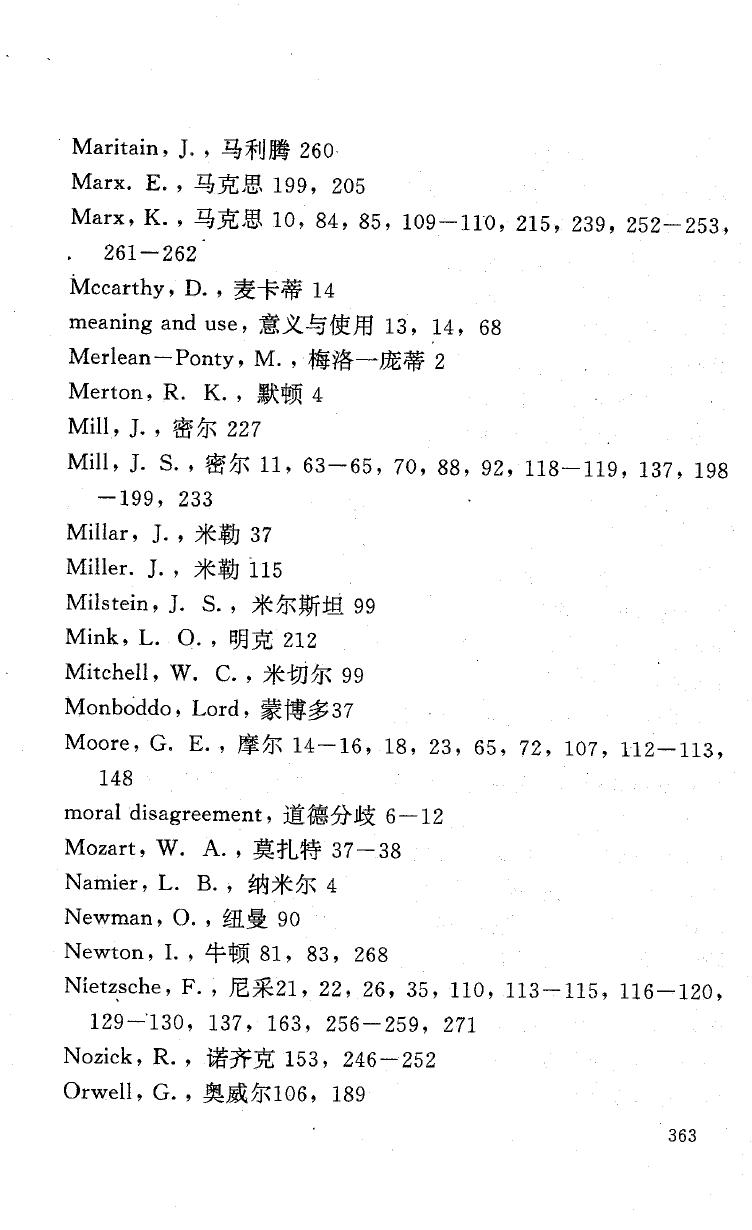 Maritain, J. , 马利腾 260
Marx. E. , 马克思 199, 205
Marx, K. , 马克思 10, 84, 85, 109—110, 215, 239, 252—253,
261—262
Mccarthy, D. , 麦卡蒂 14
meaning and use, 意义与使用 13, 14, 68
Merlean—Ponty, M. , 梅洛—庞蒂 2
Merton, R. K. , 默顿 4
Mill, J. , 密尔 227
Mill, J. S. , 密尔 11, 63—65, 70, 88, 92, 118—119, 137, 198
—199, 233
Millar, J. , 米勒 37
Miller. J. , 米勒 115
Milstein, J. S. , 米尔斯坦 99
Mink, L. O. , 明克 212
Mitchell, W. C. , 米切尔 99
Monboddo, Lord, 蒙博多37
Moore, G. E. , 摩尔 14—16, 18, 23, 65, 72, 107, 112—113,
148
moral disagreement, 道德分歧 6—12
Mozart, W. A. , 莫扎特 37—38
Namier, L. B. , 纳米尔 4
Newman, O. , 纽曼 90
Newton, I. , 牛顿 81, 83, 268
Nietzsche, F. , 尼采21, 22, 26, 35, 110, 113—115, 116—120,
129—130, 137, 163, 256—259, 271
Nozick, R. , 诺齐克 153, 246—252
Orwell, G. , 奥威尔106, 189
363